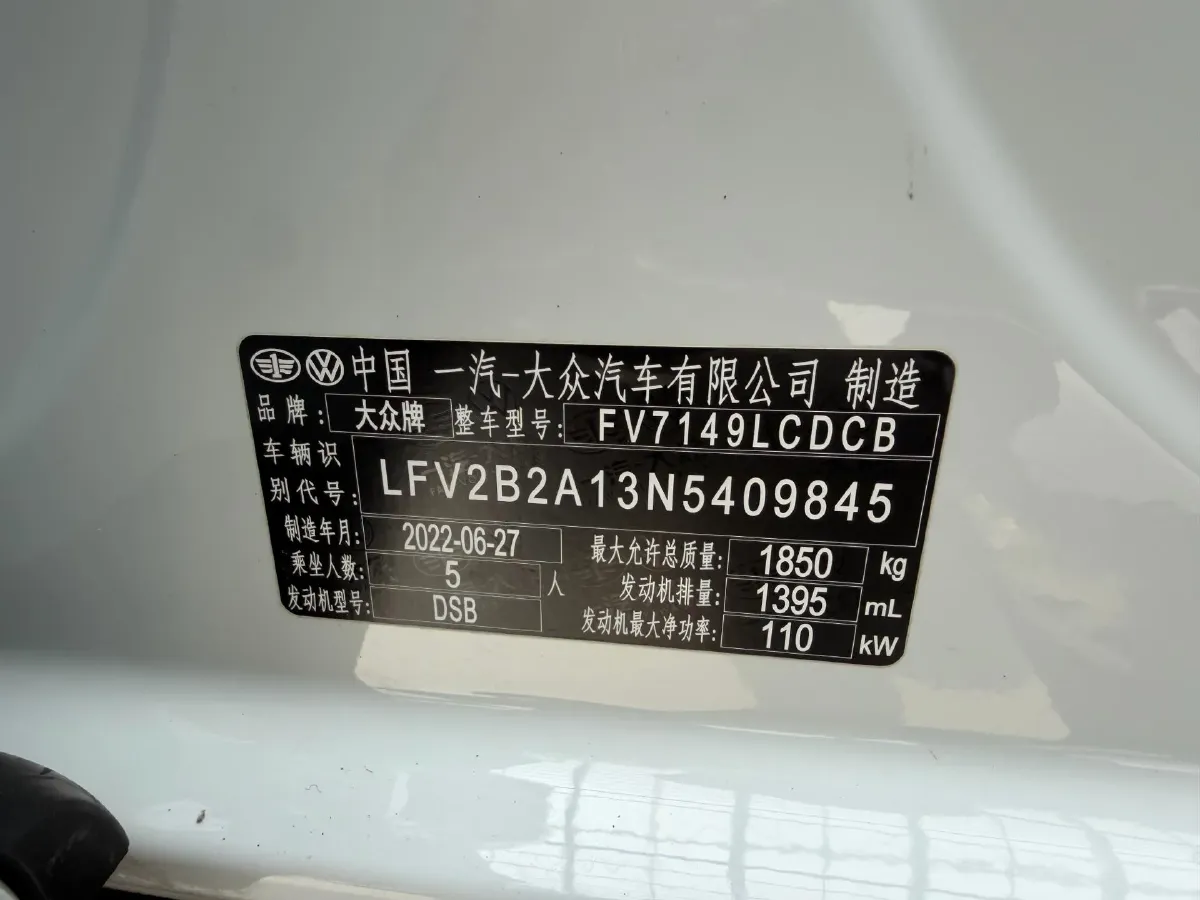 中国 一汽-大众汽车有限公司 制造
品牌: 大众牌 整车型号: FV7149LCDCB
车辆识别代号: LFV2B2A13N5409845
制造年月: 2022-06-27 最大允许总质量: 1850 kg
乘坐人数: 5 人 发动机排量: 1395 mL
发动机型号: DSB 发动机最大净功率: 110 kW